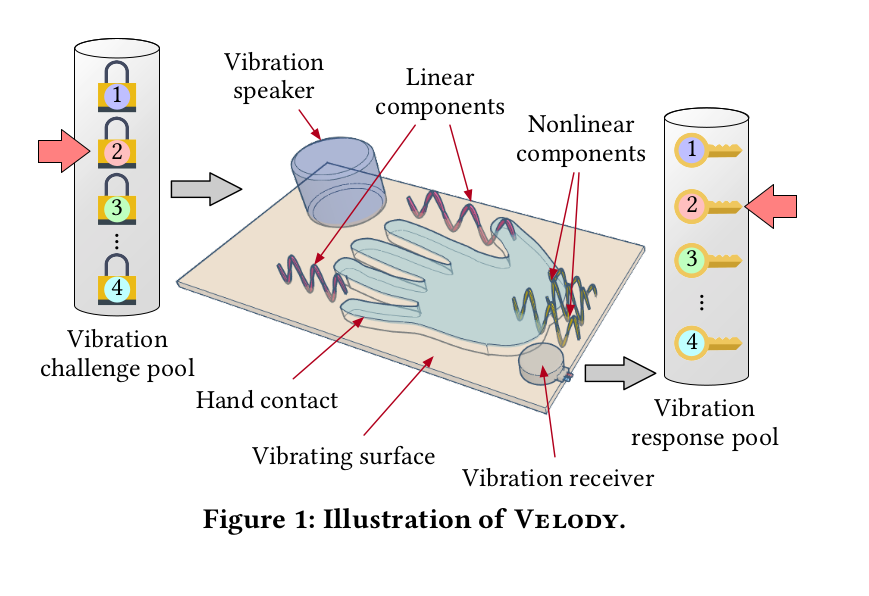 Vibration
speaker
Linear
components
Nonlinear
components
1
2
3
⋮
4
1
2
3
⋮
4
Vibration
challenge pool
Hand contact
Vibrating surface
Vibration receiver
Vibration
response pool
Figure 1: Illustration of VELODY.